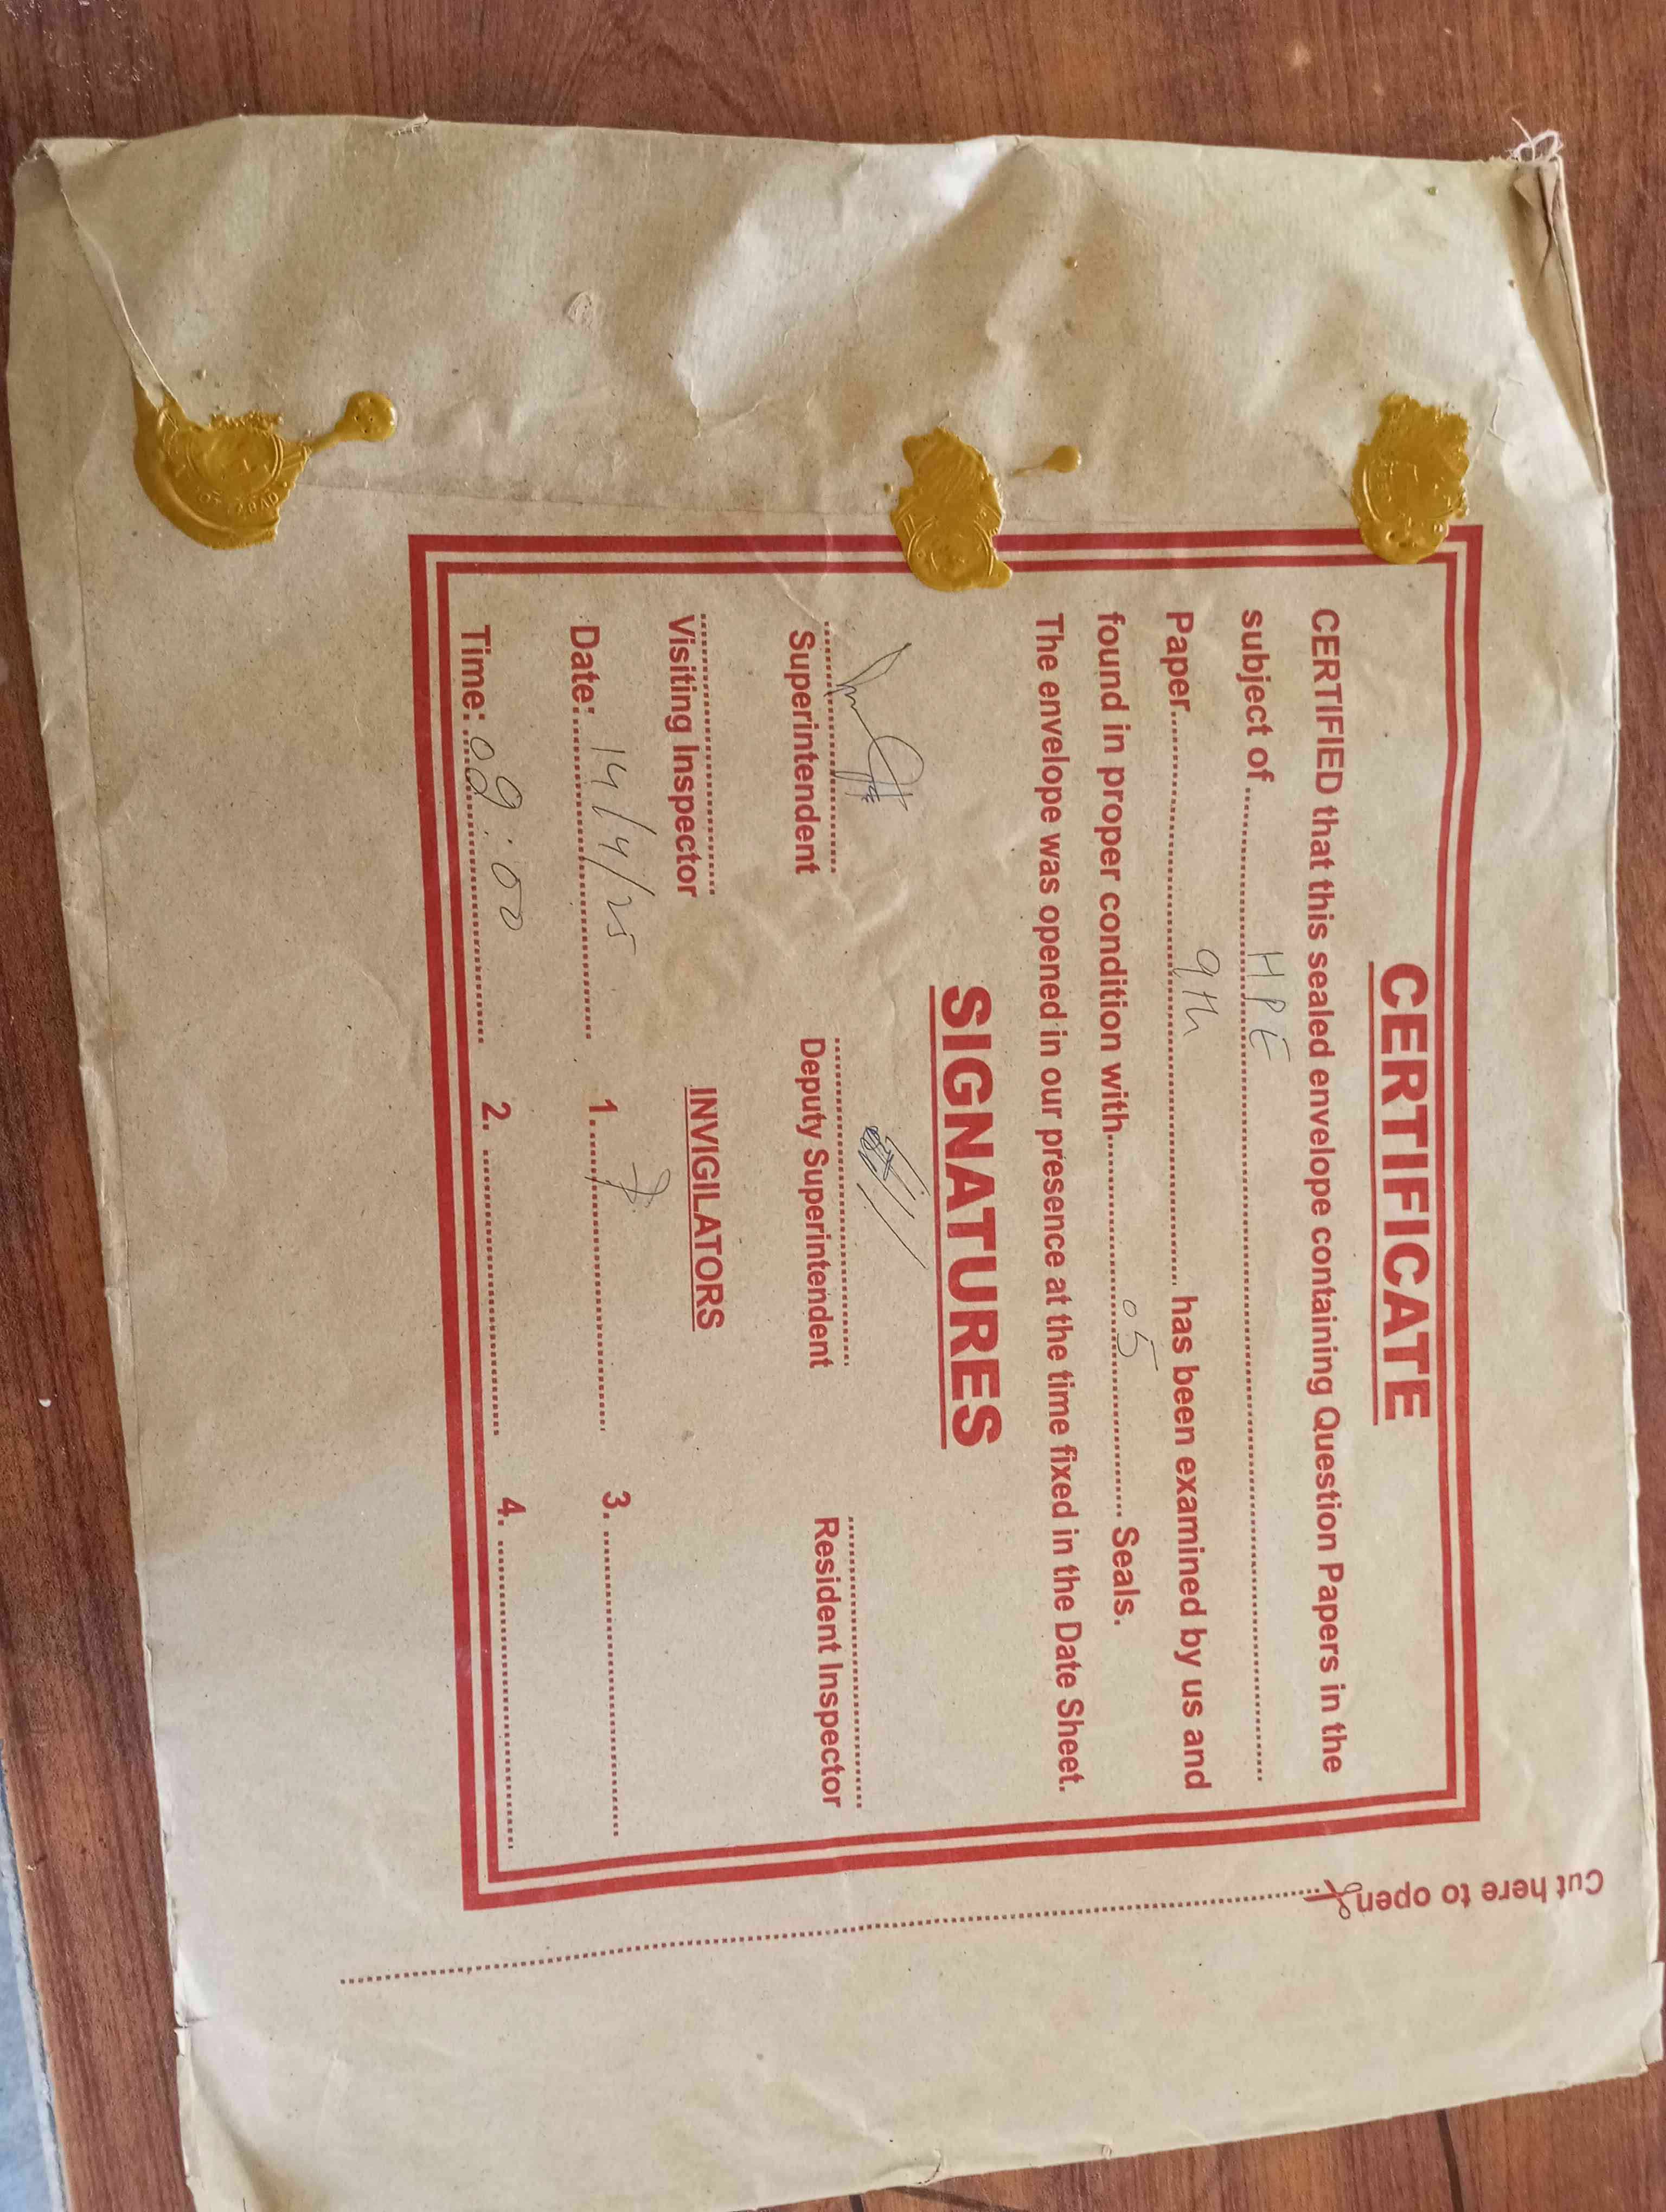 CERTIFICATE
CERTIFIED that this sealed envelope containing Question Papers in the
subject of HPE
Paper 9th has been examined by us and
found in proper condition with 05 Seals.
The envelope was opened in our presence at the time fixed in the Date Sheet.
SIGNATURES
Superintendent Deputy Superintendent Resident Inspector
Visiting Inspector INVIGILATORS
Date: 14/4/25 1. 3.
Time: 09:00 2. 4.
Cut here to open